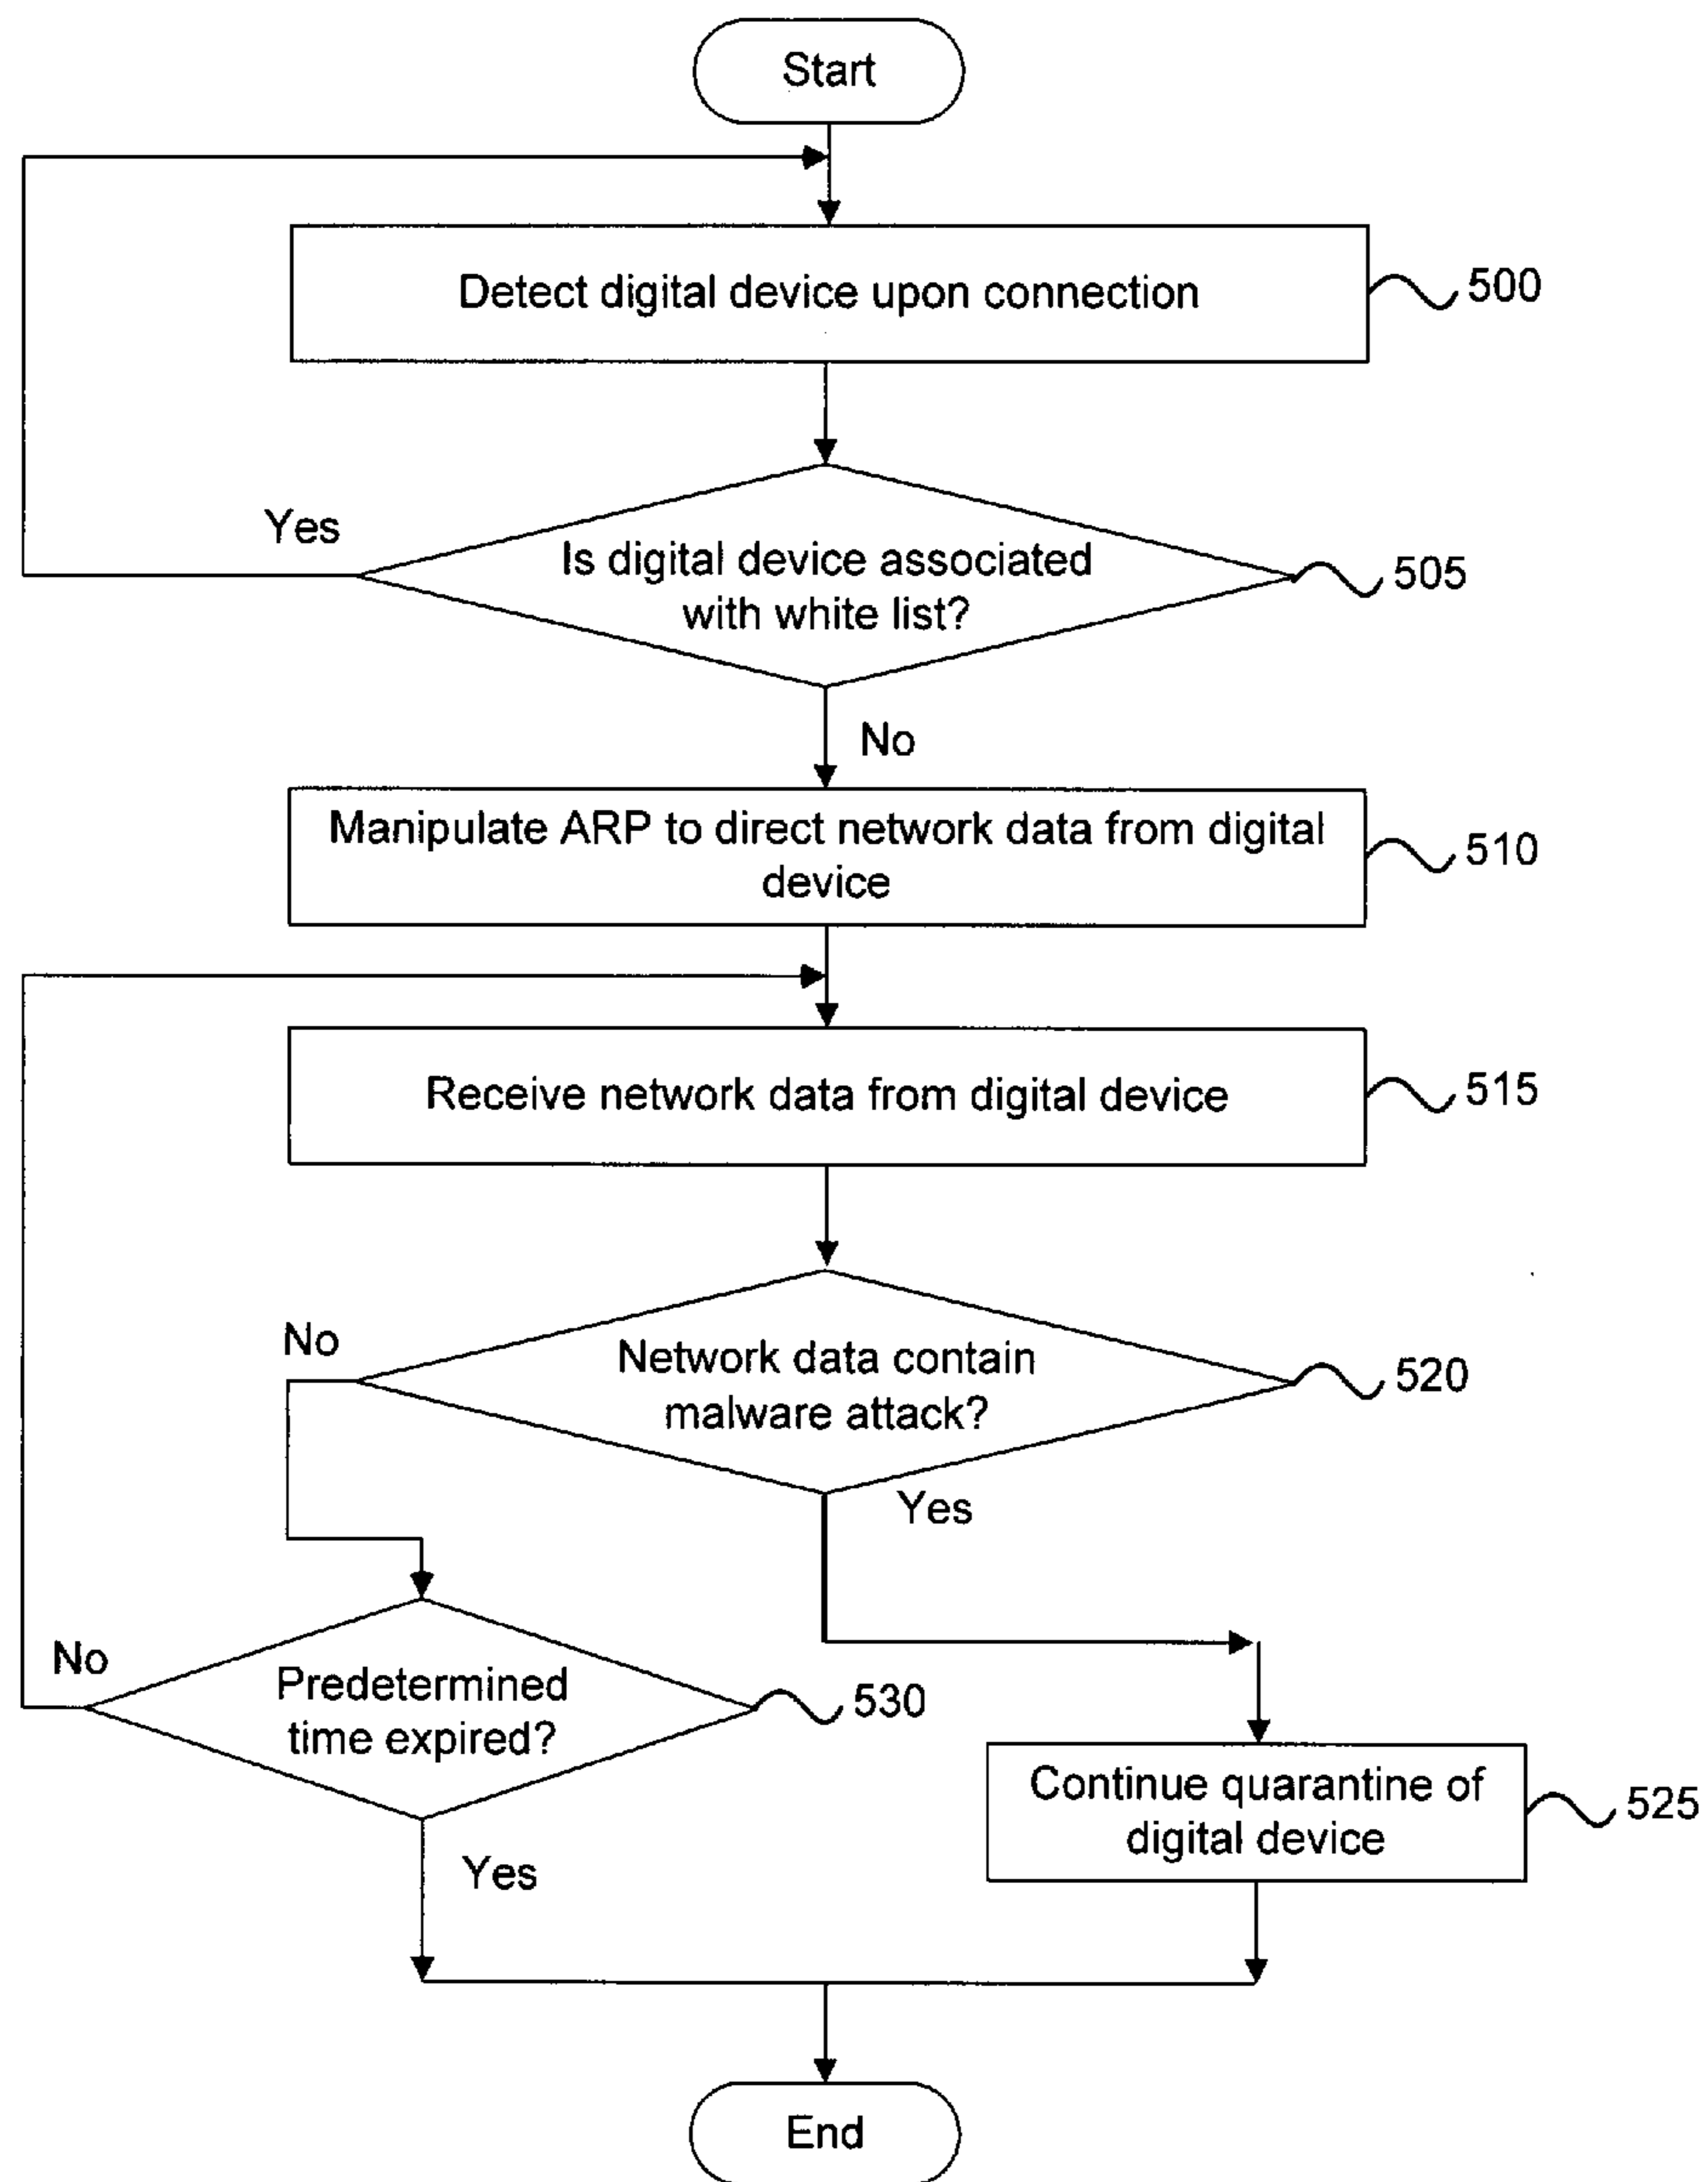 Start
Detect digital device upon connection
500
Yes
Is digital device associated
with white list?
505
No
Manipulate ARP to direct network data from digital
device
510
Receive network data from digital device
515
No
Network data contain
malware attack?
520
Yes
No
Predetermined
time expired?
530
Continue quarantine of
digital device
525
Yes
End